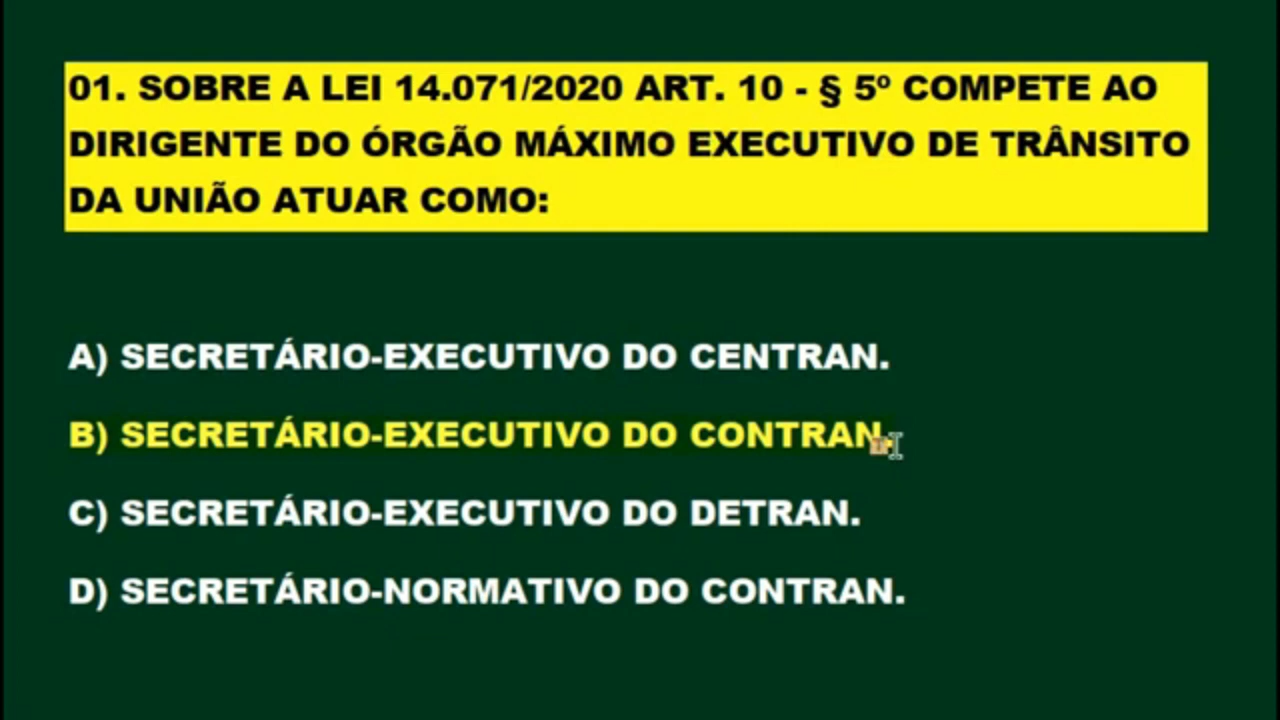 01. SOBRE A LEI 14.071/2020 ART. 10 - § 5º COMPETE AO
DIRIGENTE DO ÓRGÃO MÁXIMO EXECUTIVO DE TRÂNSITO
DA UNIÃO ATUAR COMO:
A) SECRETÁRIO-EXECUTIVO DO CENTRAN.
B) SECRETÁRIO-EXECUTIVO DO CONTRAN.
C) SECRETÁRIO-EXECUTIVO DO DETRAN.
D) SECRETÁRIO-NORMATIVO DO CONTRAN.